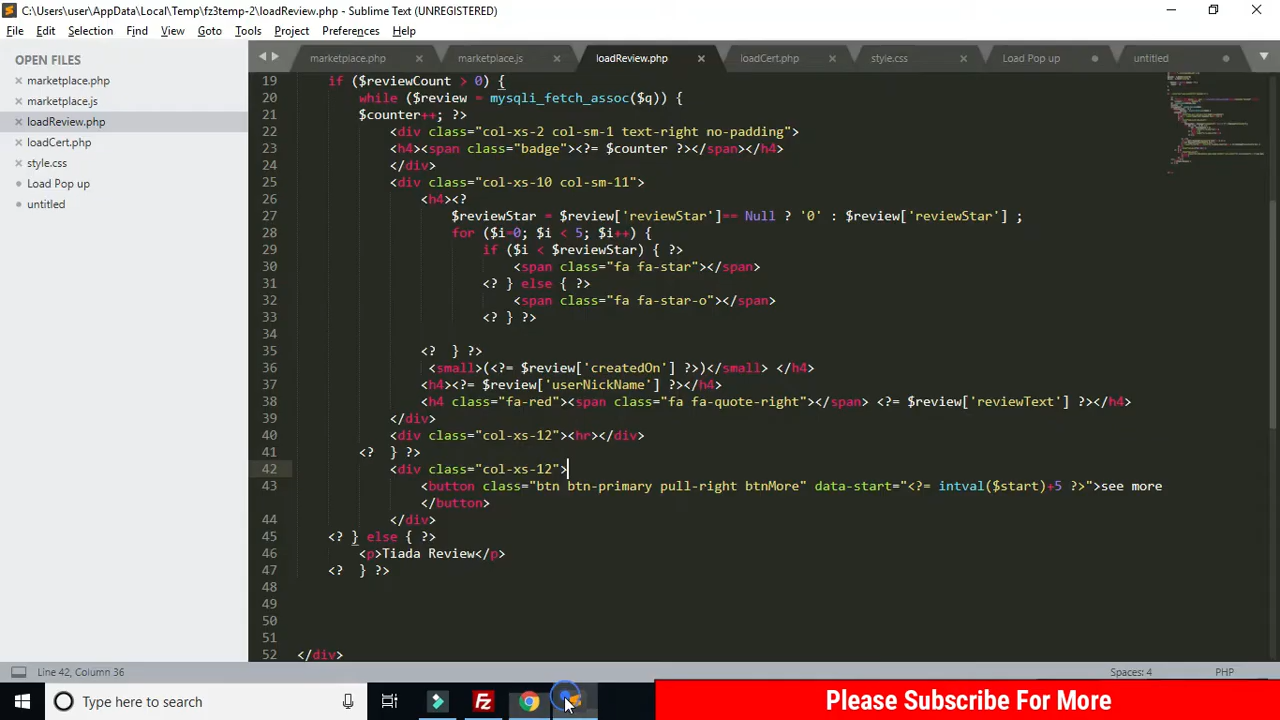 C:\Users\user\AppData\Local\Temp\fz3temp-2\loadReview.php - Sublime Text (UNREGISTERED)
File Edit Selection Find View Goto Tools Project Preferences Help
OPEN FILES
marketplace.php
marketplace.js
loadReview.php
loadCert.php
style.css
Load Pop up
untitled
marketplace.php marketplace.js loadReview.php loadCert.php style.css Load Pop up untitled
19 if ($reviewCount > 0) {
20 while ($review = mysqli_fetch_assoc($q)) {
21 $counter++; ?>
22 <div class="col-xs-2 col-sm-1 text-right no-padding">
23 <h4><span class="badge"><?= $counter ?></span></h4>
24 </div>
25 <div class="col-xs-10 col-sm-11">
26 <h4><?
27 $reviewStar = $review['reviewStar']== Null ? '0' : $review['reviewStar'] ;
28 for ($i=0; $i < 5; $i++) {
29 if ($i < $reviewStar) { ?>
30 <span class="fa fa-star"></span>
31 <? } else { ?>
32 <span class="fa fa-star-o"></span>
33 <? } ?>
34
35 <? } ?>
36 <small>(<?= $review['createdOn'] ?>)</small> </h4>
37 <h4><?= $review['userNickName'] ?></h4>
38 <h4 class="fa-red"><span class="fa fa-quote-right"></span> <?= $review['reviewText'] ?></h4>
39 </div>
40 <div class="col-xs-12"><hr></div>
41 <? } ?>
42 <div class="col-xs-12">
43 <button class="btn btn-primary pull-right btnMore" data-start="<?= intval($start)+5 ?>">see more
</button>
44 </div>
45 <? } else { ?>
46 <p>Tiada Review</p>
47 <? } ?>
48
49
50
51
52 </div>
Line 42, Column 36
Spaces: 4 PHP
Type here to search
Please Subscribe For More